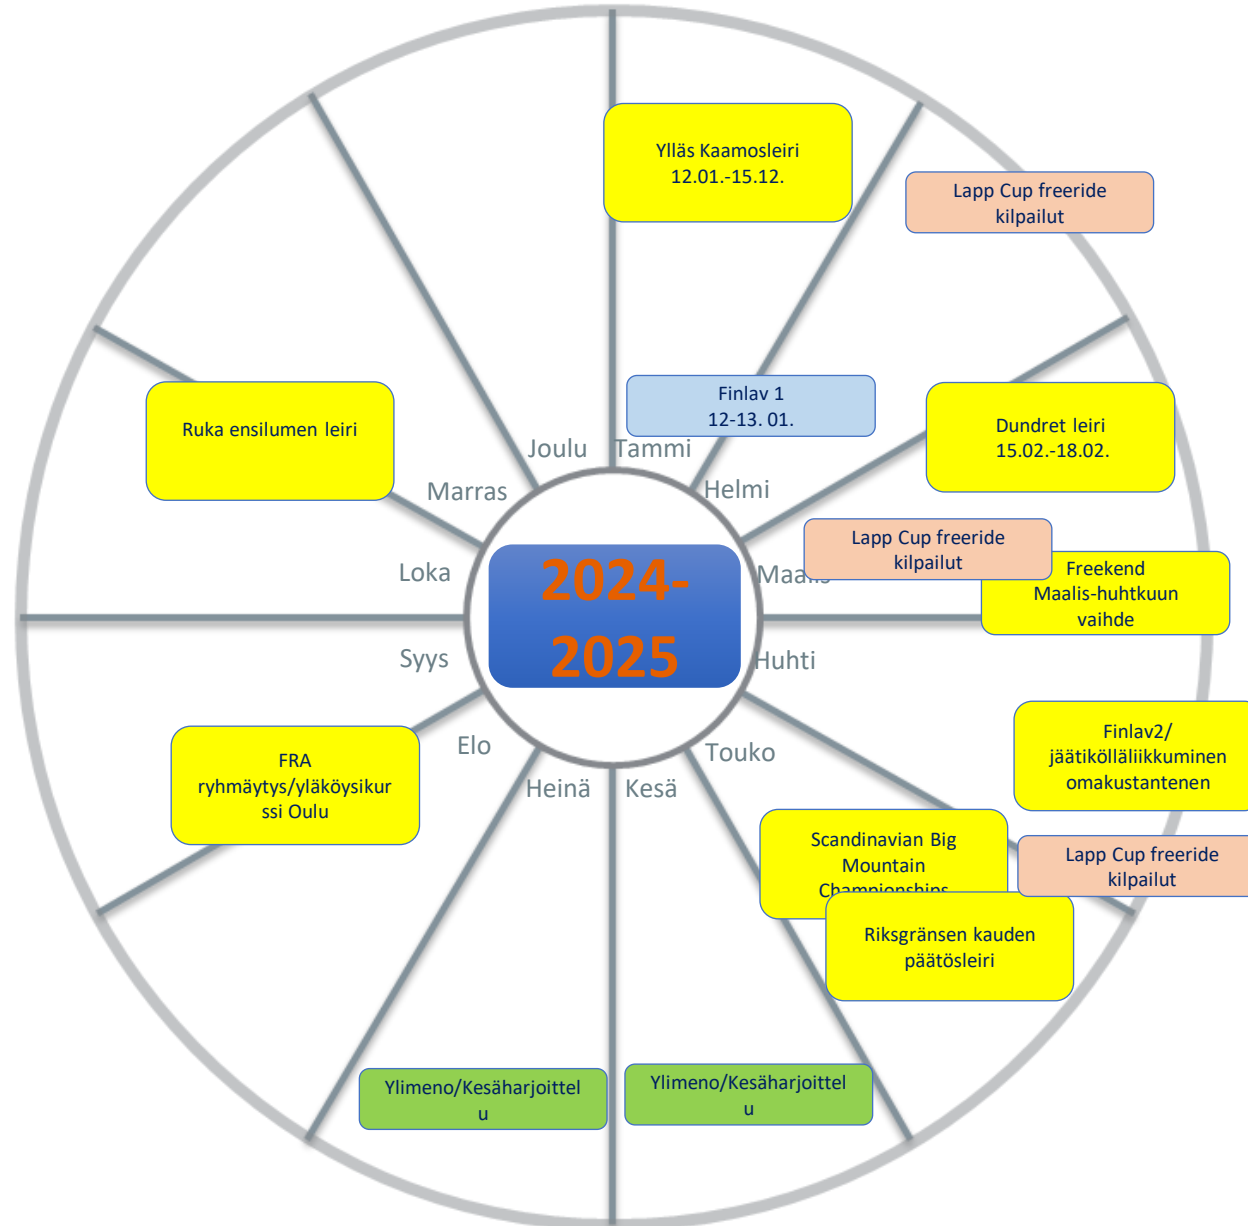 Ylläs Kaamosleiri
12.01.-15.12.
Lapp Cup freeride
kilpailut
Finlav 1
12-13. 01.
Ruka ensilumen leiri
Dundret leiri
15.02.-18.02.
Joulu
Tammi
Marras
Helmi
Lapp Cup freeride
kilpailut
Loka
Maalis
Freekend
Maalis-huhtkuun
vaihde
2024-
2025
Syys
Huhti
Elo
Touko
Heinä
Kesä
FRA
ryhmäytys/yläköysikur
ssi Oulu
Finlav2/
jäätikölläliikkuminen
omakustantenen
Scandinavian Big
Mountain
Championships
Lapp Cup freeride
kilpailut
Riksgränsen kauden
päätösleiri
Ylimeno/Kesäharjoittel
u
Ylimeno/Kesäharjoittel
u